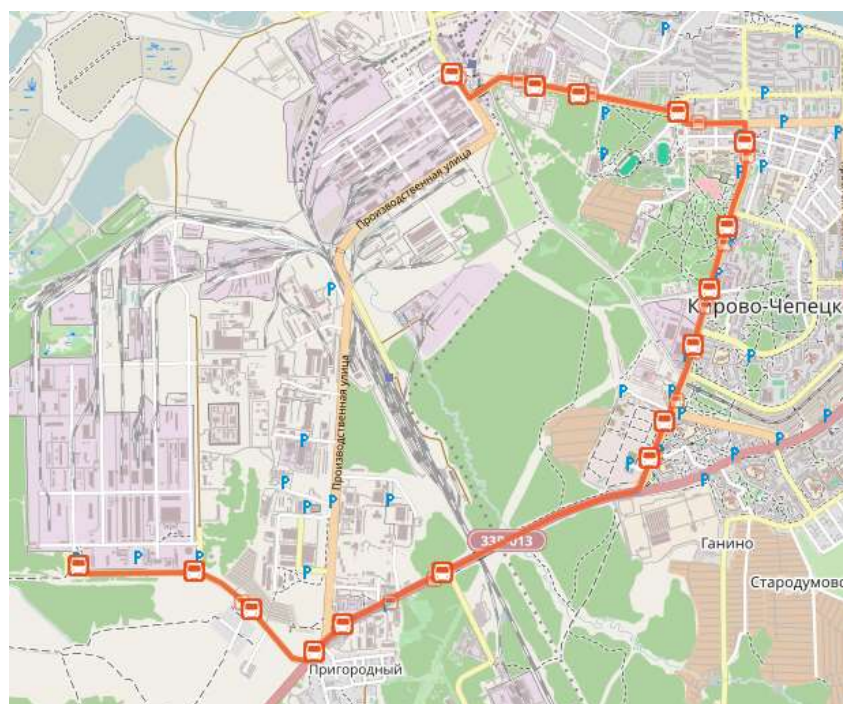 Производственная улица
Кирово-Чепецк
Производственная улица
33Р-013
Ганино
Стародумово
Пригородный